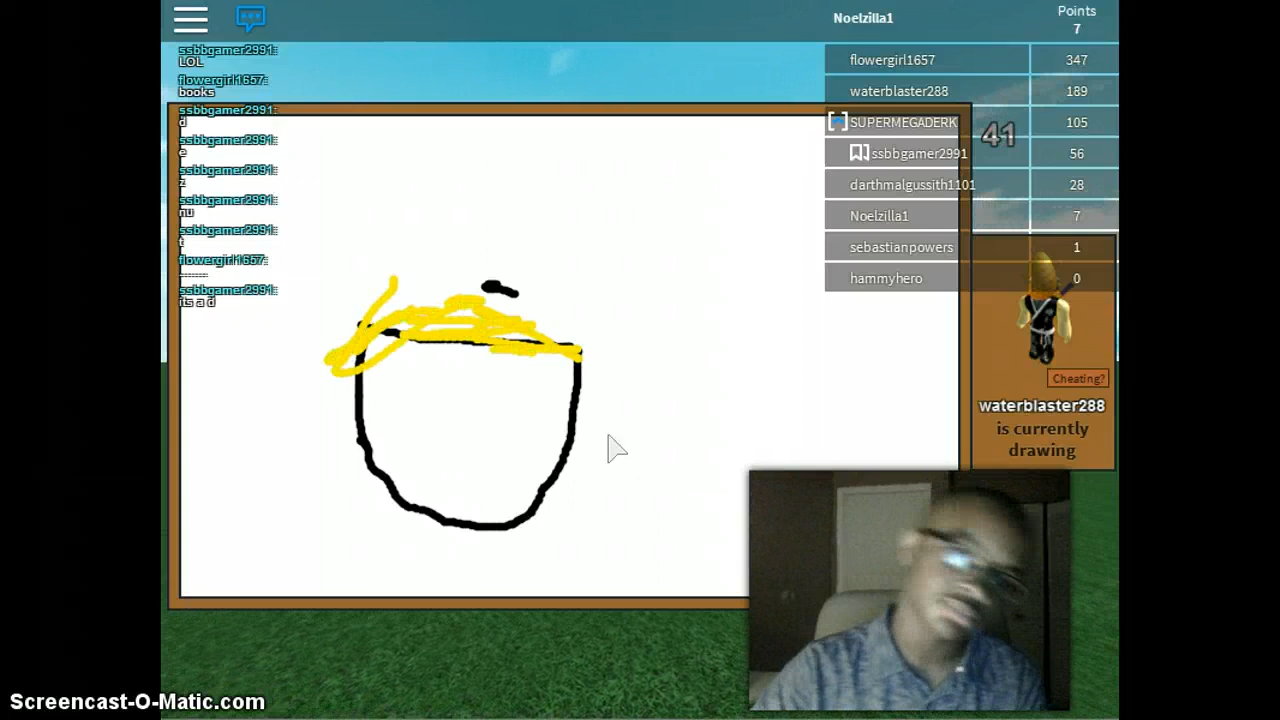 Noelzilla1
Points
7
flowergirl1657 347
waterblaster288 189
SUPERMEGADERK 105
ssbbgamer2991 56
darthmalgussith1101 28
Noelzilla1 7
sebastianpowers 1
hammyhero 0
41
ssbbgamer2991:
LOL
flowergirl1657:
books
ssbbgamer2991:
d
ssbbgamer2991:
e
ssbbgamer2991:
z
ssbbgamer2991:
nu
ssbbgamer2991:
t
flowergirl1657:
ssbbgamer2991:
its a d
Cheating?
waterblaster288
is currently
drawing
Screencast-O-Matic.com